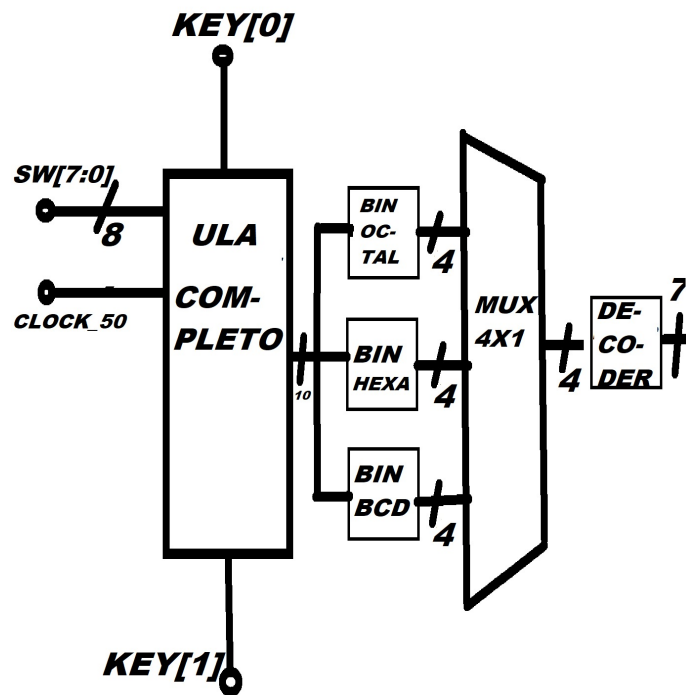 KEY[0]
SW[7:0]
8
CLOCK_50
ULA
COM-
PLETO
10
KEY[1]
BIN
OC-
TAL
4
BIN
HEXA
4
BIN
BCD
4
MUX
4X1
4
DE-
CO-
DER
7